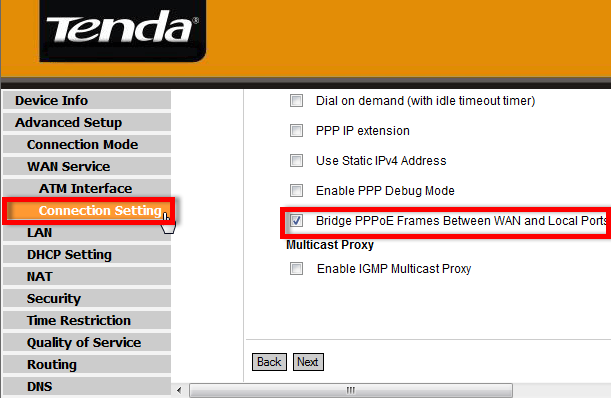 Tenda
Device Info
Advanced Setup
Connection Mode
WAN Service
ATM Interface
Connection Setting
LAN
DHCP Setting
NAT
Security
Time Restriction
Quality of Service
Routing
DNS
Dial on demand (with idle timeout timer)
PPP IP extension
Use Static IPv4 Address
Enable PPP Debug Mode
Bridge PPPoE Frames Between WAN and Local Ports
Multicast Proxy
Enable IGMP Multicast Proxy
Back Next